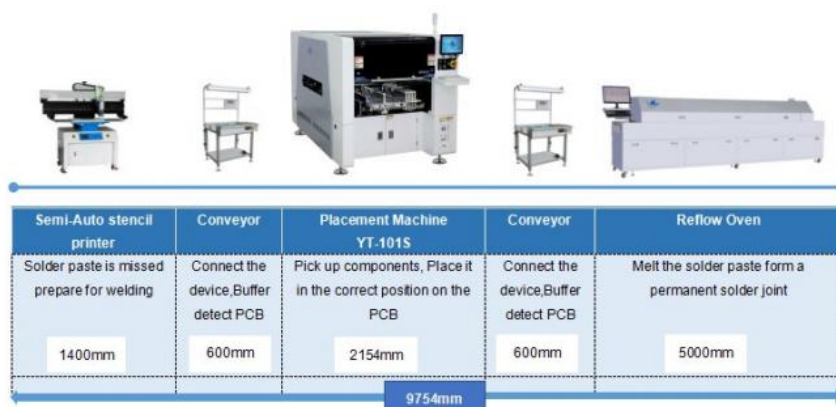 Semi-Auto stencil
printer
Conveyor
Placement Machine
YT-101S
Conveyor
Reflow Oven
Solder paste is missed
prepare for welding
Connect the
device,Buffer
detect PCB
Pick up components, Place it
in the correct position on the
PCB
Connect the
device,Buffer
detect PCB
Melt the solder paste form a
permanent solder joint
1400mm
600mm
2154mm
600mm
5000mm
9754mm